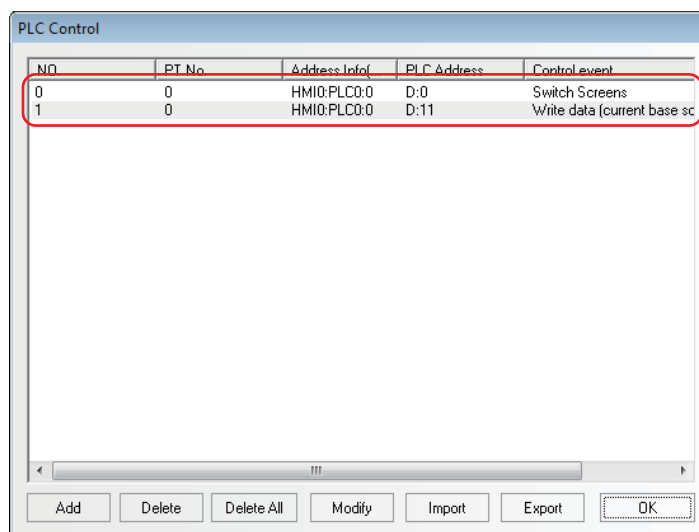 PLC Control
NO. PT No. Address Info(... PLC Address Control event
0 0 HMI0:PLC0:0 D:0 Switch Screens
1 0 HMI0:PLC0:0 D:11 Write data (current base sc
Add Delete Delete All Modify Import Export OK